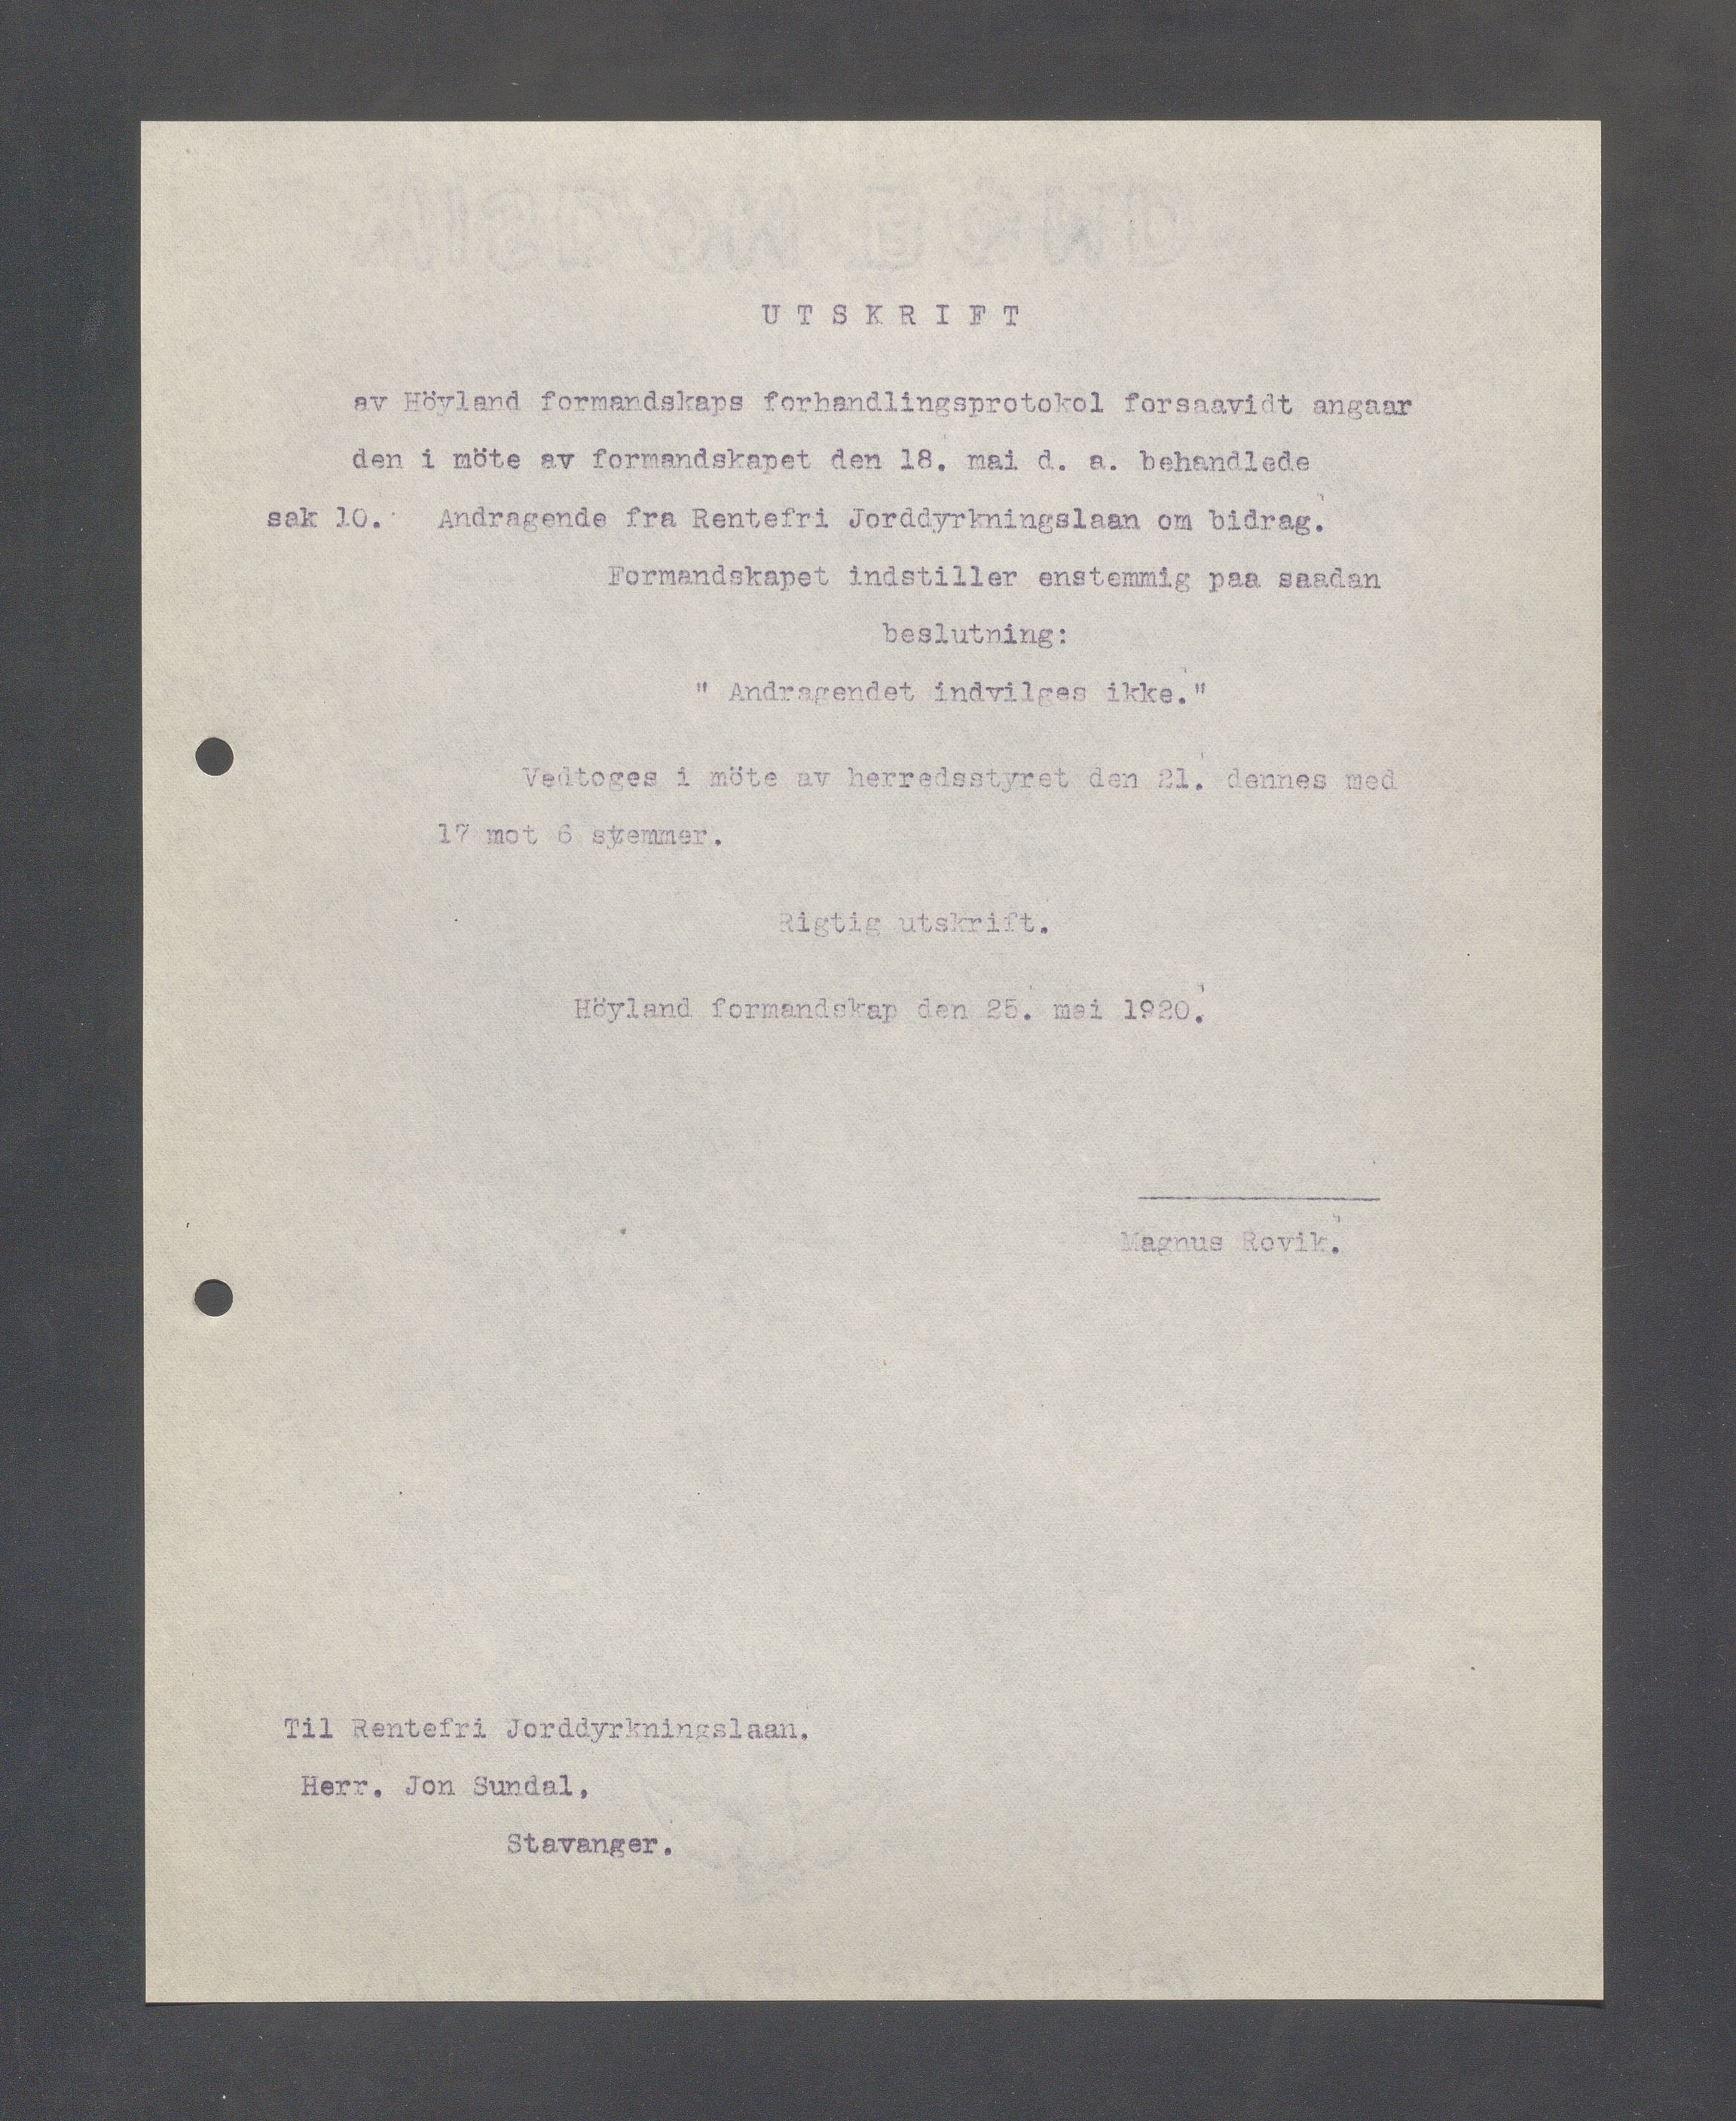 U T S K R I F T
av Höyland formandskaps forhandlingsprotokol forsaavidt angaar
den i möte av formandskapet den 18. mai d. a. behandlede
sak 10. Andragende fra Rentefri Jorddyrkningslaan om bidrag.
Formandskapet indstiller enstemmig paa saadan
beslutning:
" Andragendet indvilges ikke."
Vedtoges i möte av herredsstyret den 21. dennes med
17 mot 6 stemmer.
Rigtig utskrift.
Höyland formandskap den 25. mai 1920.
Magnus Rovik.
Til Rentefri Jorddyrkningslaan.
Herr. Jon Sundal,
Stavanger.